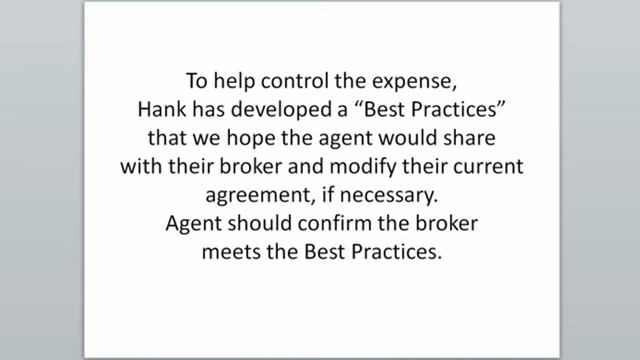 To help control the expense,
Hank has developed a “Best Practices”
that we hope the agent would share
with their broker and modify their current
agreement, if necessary.
Agent should confirm the broker
meets the Best Practices.